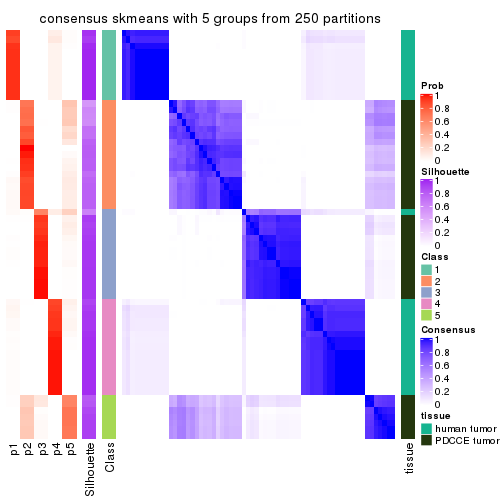 consensus skmeans with 5 groups from 250 partitions
Prob
1
0.8
0.6
0.4
0.2
0
Silhouette
1
0.8
0.6
0.4
0.2
0
Class
1
2
3
4
5
Consensus
1
0.8
0.6
0.4
0.2
0
tissue
human tumor
PDCCE tumor
p1
p2
p3
p4
p5
Silhouette
Class
tissue